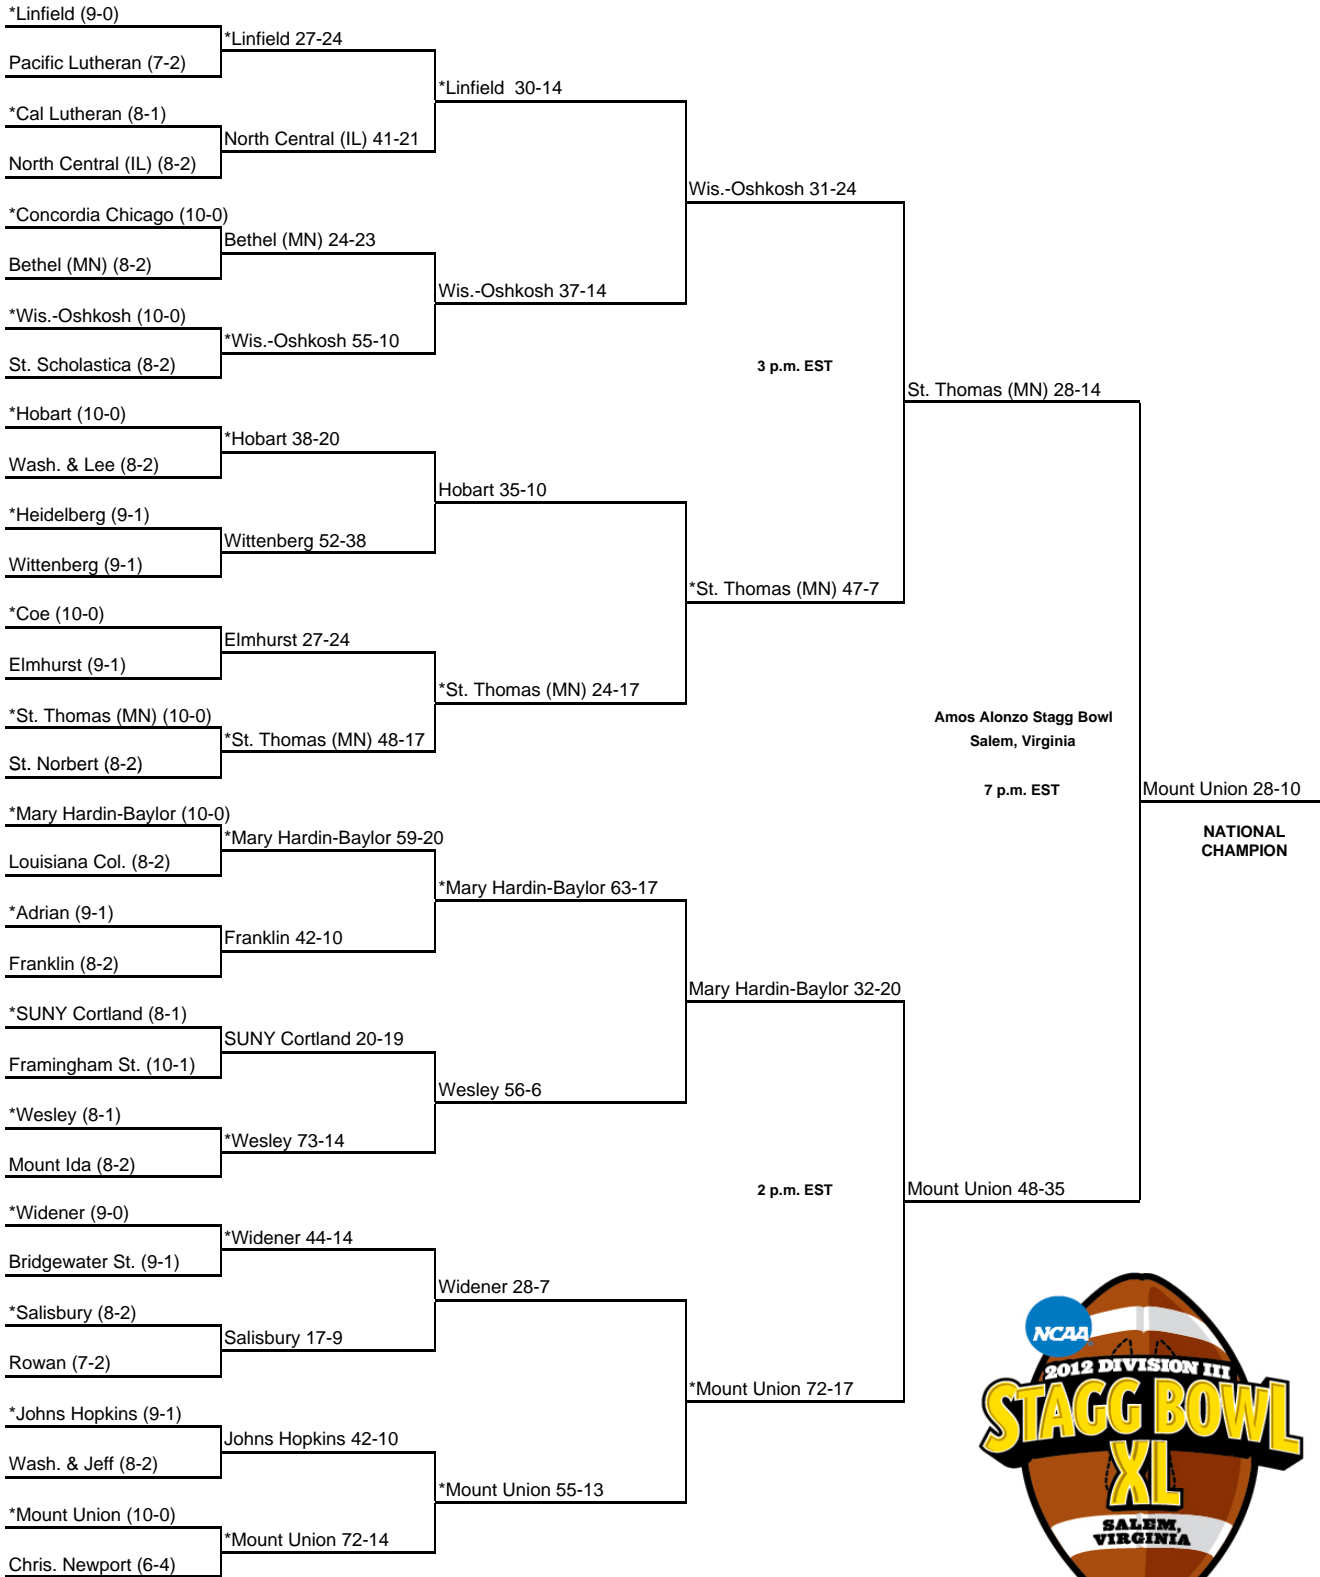 *Linfield (9-0)
*Linfield 27-24
Pacific Lutheran (7-2)
*Linfield  30-14
*Cal Lutheran (8-1)
North Central (IL) 41-21
North Central (IL) (8-2)
Wis.-Oshkosh 31-24
*Concordia Chicago (10-0)
Bethel (MN) 24-23
Bethel (MN) (8-2)
Wis.-Oshkosh 37-14
*Wis.-Oshkosh (10-0)
*Wis.-Oshkosh 55-10
St. Scholastica (8-2)
3 p.m. EST
St. Thomas (MN) 28-14
*Hobart (10-0)
*Hobart 38-20
Wash. & Lee (8-2)
Hobart 35-10
*Heidelberg (9-1)
Wittenberg 52-38
Wittenberg (9-1)
*St. Thomas (MN) 47-7
*Coe (10-0)
Elmhurst 27-24
Elmhurst (9-1)
*St. Thomas (MN) 24-17
*St. Thomas (MN) (10-0)
*St. Thomas (MN) 48-17
St. Norbert (8-2)
Amos Alonzo Stagg Bowl
Salem, Virginia
7 p.m. EST
Mount Union 28-10
NATIONAL
CHAMPION
*Mary Hardin-Baylor (10-0)
*Mary Hardin-Baylor 59-20
Louisiana Col. (8-2)
*Mary Hardin-Baylor 63-17
*Adrian (9-1)
Franklin 42-10
Franklin (8-2)
Mary Hardin-Baylor 32-20
*SUNY Cortland (8-1)
SUNY Cortland 20-19
Framingham St. (10-1)
Wesley 56-6
*Wesley (8-1)
*Wesley 73-14
Mount Ida (8-2)
2 p.m. EST
Mount Union 48-35
*Widener (9-0)
*Widener 44-14
Bridgewater St. (9-1)
Widener 28-7
*Salisbury (8-2)
Salisbury 17-9
Rowan (7-2)
*Mount Union 72-17
*Johns Hopkins (9-1)
Johns Hopkins 42-10
Wash. & Jeff (8-2)
*Mount Union 55-13
*Mount Union (10-0)
*Mount Union 72-14
Chris. Newport (6-4)
NCAA
2012 DIVISION III
STAGG BOWL
XL
SALEM,
VIRGINIA